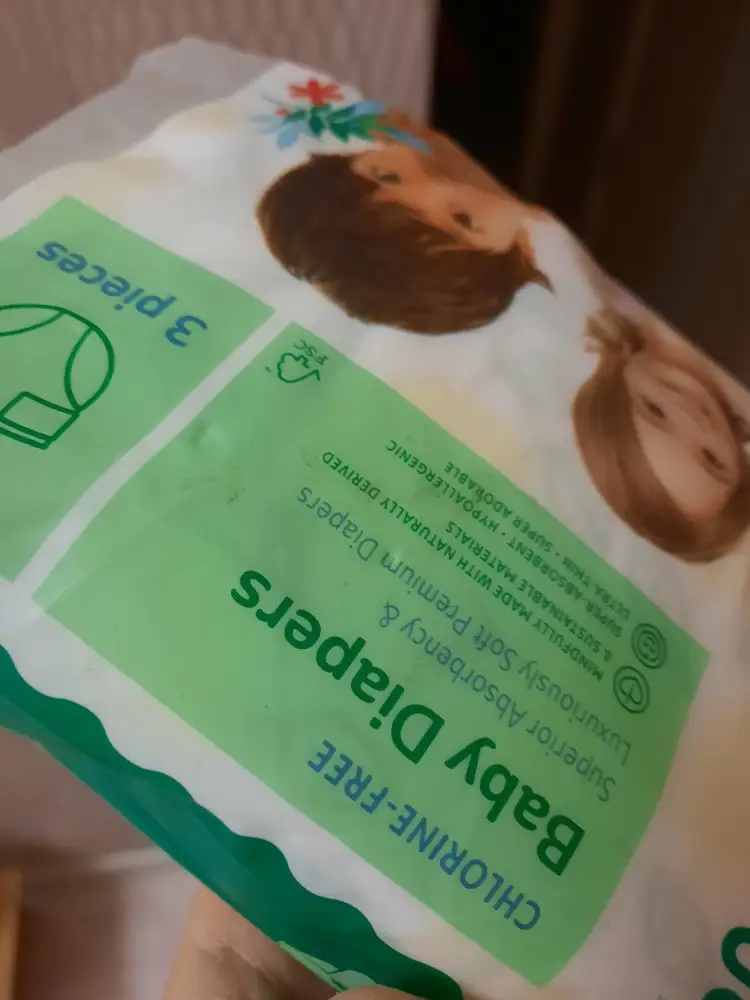 CHLORINE-FREE
Baby Diapers
Superior Absorbency &
Luxuriously Soft Premium Diapers
MINDFULLY MADE WITH NATURALLY DERIVED
& SUSTAINABLE MATERIALS
SUPER-ABSORBENT • HYPOALLERGENIC
ULTRA-THIN • SUPER ADORABLE
FSC
3 pieces